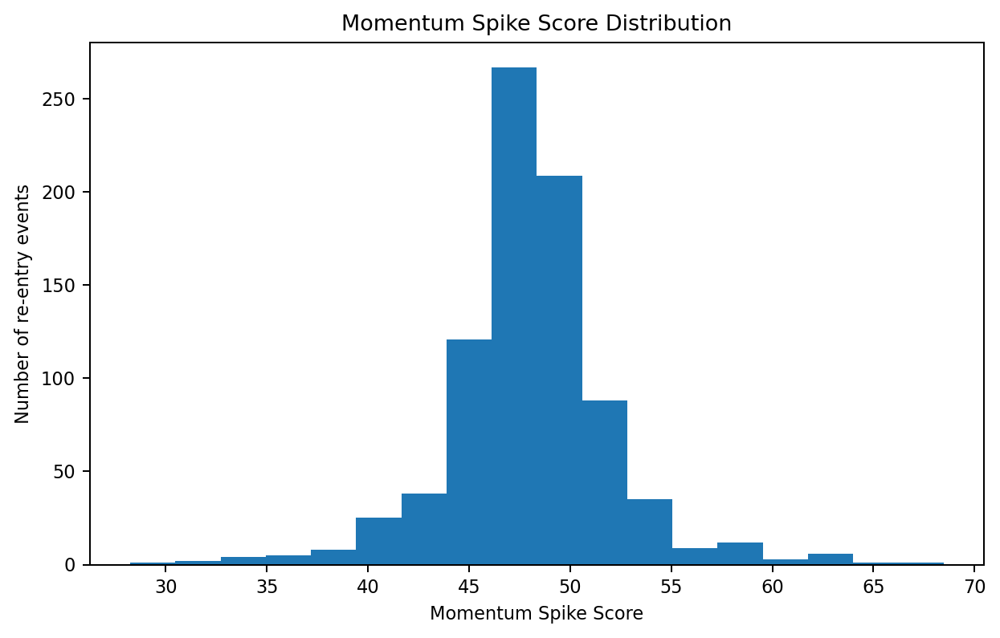 Momentum Spike Score Distribution
Number of re-entry events
250
200
150
100
50
0
30 35 40 45 50 55 60 65 70
Momentum Spike Score